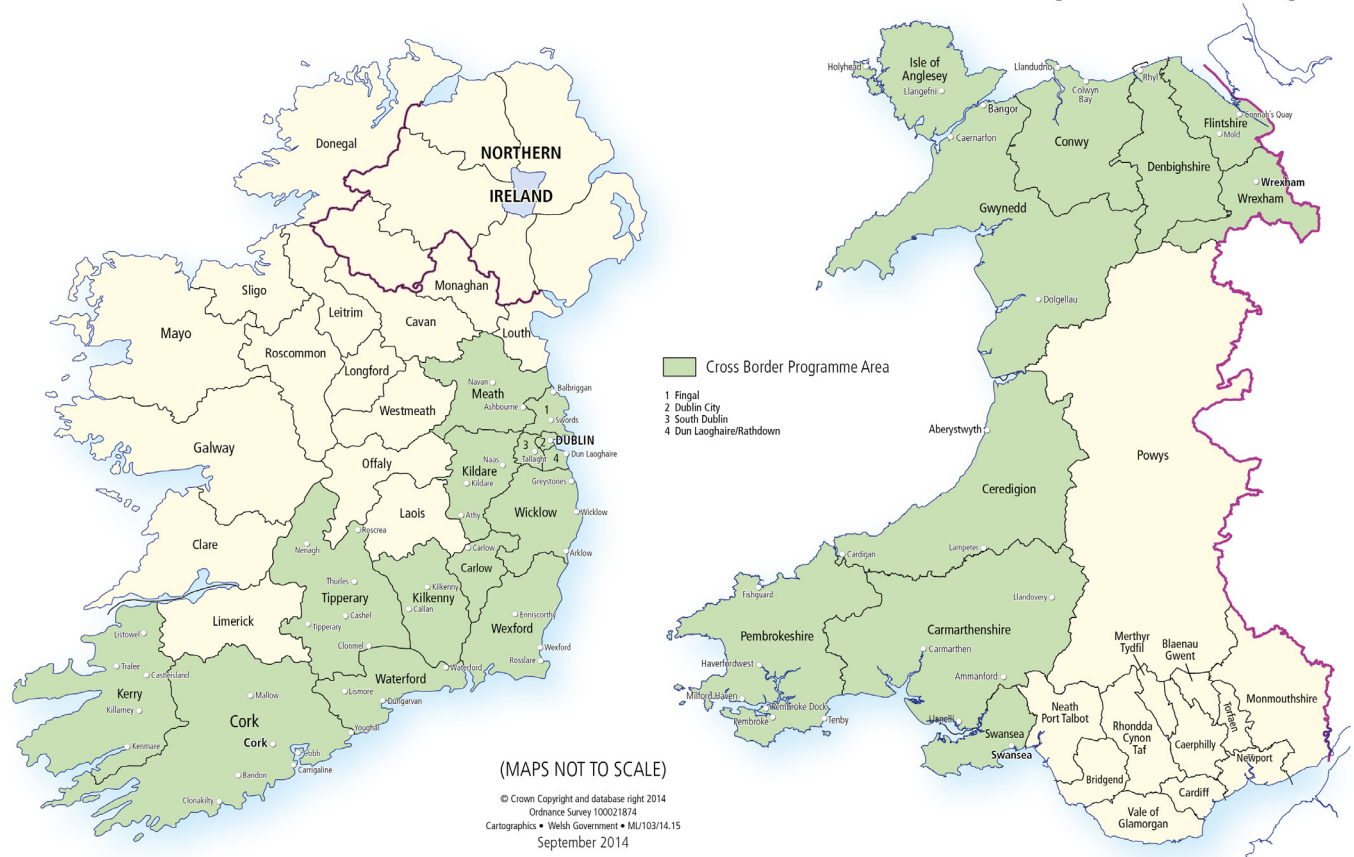 Donegal
NORTHERN
IRELAND
Monaghan
Sligo
Leitrim
Cavan
Mayo
Louth
Roscommon
Longford
Navan
Meath
Balbriggan
Ashbourne
1
Westmeath
Swords
Galway
DUBLIN
2
3
Tallaght
4
Dun Laoghaire
Offaly
Naas
Kildare
Kildare
Greystones
Laois
Wicklow
Wicklow
Athy
Roscrea
Clare
Nenagh
Carlow
Arklow
Carlow
Thurles
Tipperary
Kilkenny
Kilkenny
Callan
Cashel
Enniscorthy
Limerick
Tipperary
Wexford
Listowel
Clonmel
Wexford
Rosslare
Tralee
Waterford
Castleisland
Waterford
Kerry
Lismore
Mallow
Dungarvan
Killarney
Cork
Youghal
Cork
Kenmare
Cobh
Carrigaline
Bandon
Clonakilty
Cross Border Programme Area
1 Fingal
2 Dublin City
3 South Dublin
4 Dun Laoghaire/Rathdown
(MAPS NOT TO SCALE)
© Crown Copyright and database right 2014
Ordnance Survey 100021874
Cartographics • Welsh Government • ML/103/14.15
September 2014
Holyhead
Isle of
Anglesey
Llangefni
Llandudno
Colwyn
Bay
Rhyl
Bangor
Connah's Quay
Flintshire
Mold
Caernarfon
Conwy
Denbighshire
Wrexham
Wrexham
Gwynedd
Dolgellau
Aberystwyth
Powys
Ceredigion
Cardigan
Lampeter
Fishguard
Llandovery
Pembrokeshire
Carmarthenshire
Merthyr
Tydfil
Blaenau
Gwent
Carmarthen
Haverfordwest
Ammanford
Milford Haven
Monmouthshire
Pembroke Dock
Pembroke
Tenby
Llanelli
Neath
Port Talbot
Torfaen
Rhondda
Cynon
Taf
Swansea
Swansea
Caerphilly
Newport
Bridgend
Cardiff
Vale of
Glamorgan